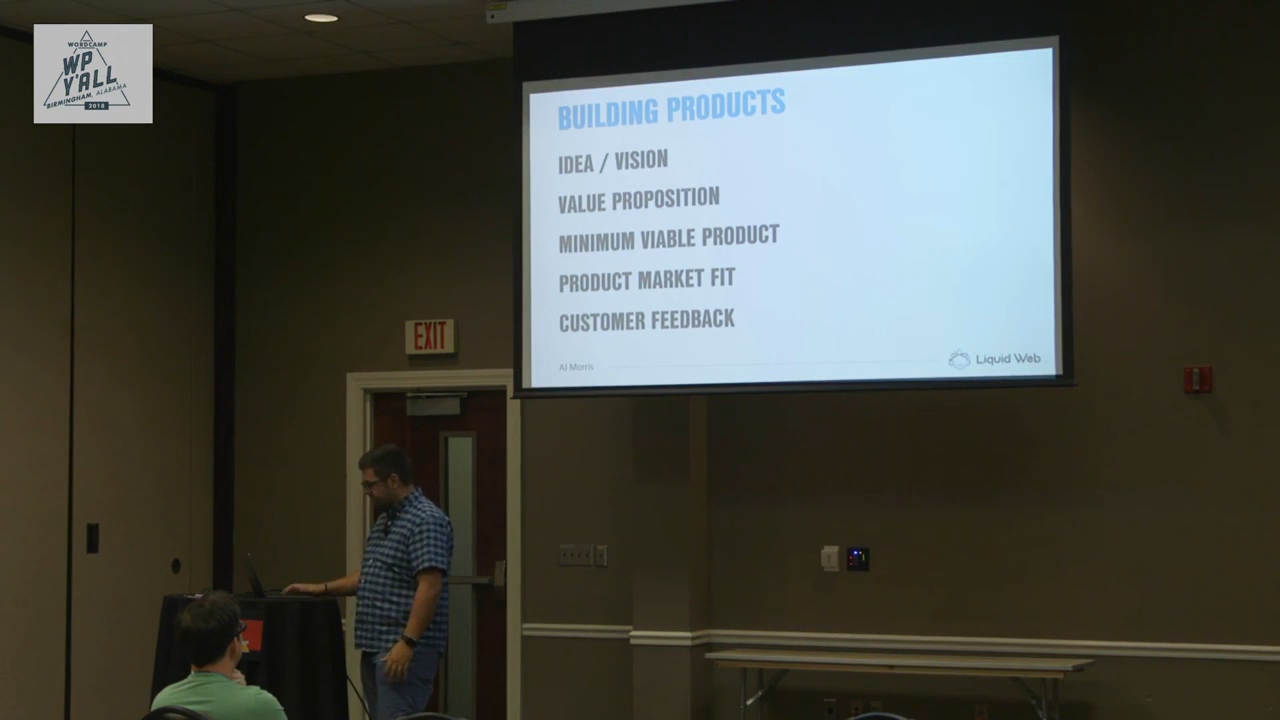 WORDCAMP
WP
Y'ALL
BIRMINGHAM, ALABAMA
2018
BUILDING PRODUCTS
IDEA / VISION
VALUE PROPOSITION
MINIMUM VIABLE PRODUCT
PRODUCT MARKET FIT
CUSTOMER FEEDBACK
AJ Morris
Liquid Web
EXIT